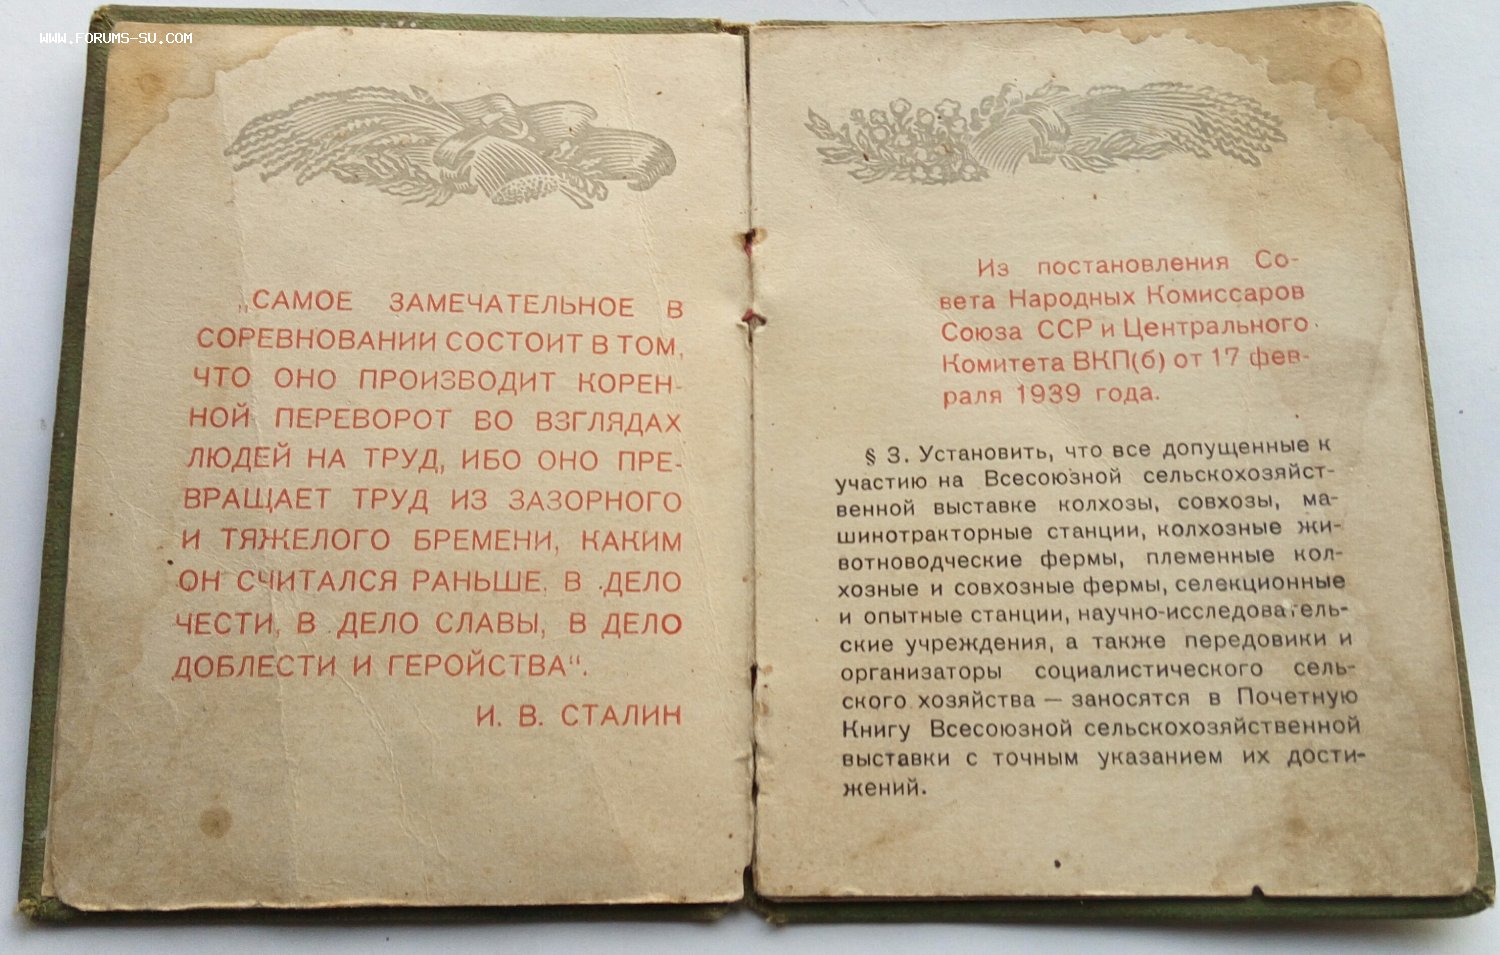 WWW.FORUMS-SU.COM
„САМОЕ ЗАМЕЧАТЕЛЬНОЕ В
СОРЕВНОВАНИИ СОСТОИТ В ТОМ,
ЧТО ОНО ПРОИЗВОДИТ КОРЕН-
НОЙ ПЕРЕВОРОТ ВО ВЗГЛЯДАХ
ЛЮДЕЙ НА ТРУД, ИБО ОНО ПРЕ-
ВРАЩАЕТ ТРУД ИЗ ЗАЗОРНОГО
И ТЯЖЕЛОГО БРЕМЕНИ, КАКИМ
ОН СЧИТАЛСЯ РАНЬШЕ, В ДЕЛО
ЧЕСТИ, В ДЕЛО СЛАВЫ, В ДЕЛО
ДОБЛЕСТИ И ГЕРОЙСТВА“.
И. В. СТАЛИН
Из постановления Со-
вета Народных Комиссаров
Союза ССР и Центрального
Комитета ВКП(б) от 17 фев-
раля 1939 года.
§ 3. Установить, что все допущенные к
участию на Всесоюзной сельскохозяйст-
венной выставке колхозы, совхозы, ма-
шинотракторные станции, колхозные жи-
вотноводческие фермы, племенные кол-
хозные и совхозные фермы, селекционные
и опытные станции, научно-исследователь-
ские учреждения, а также передовики и
организаторы социалистического сель-
ского хозяйства — заносятся в Почетную
Книгу Всесоюзной сельскохозяйственной
выставки с точным указанием их дости-
жений.